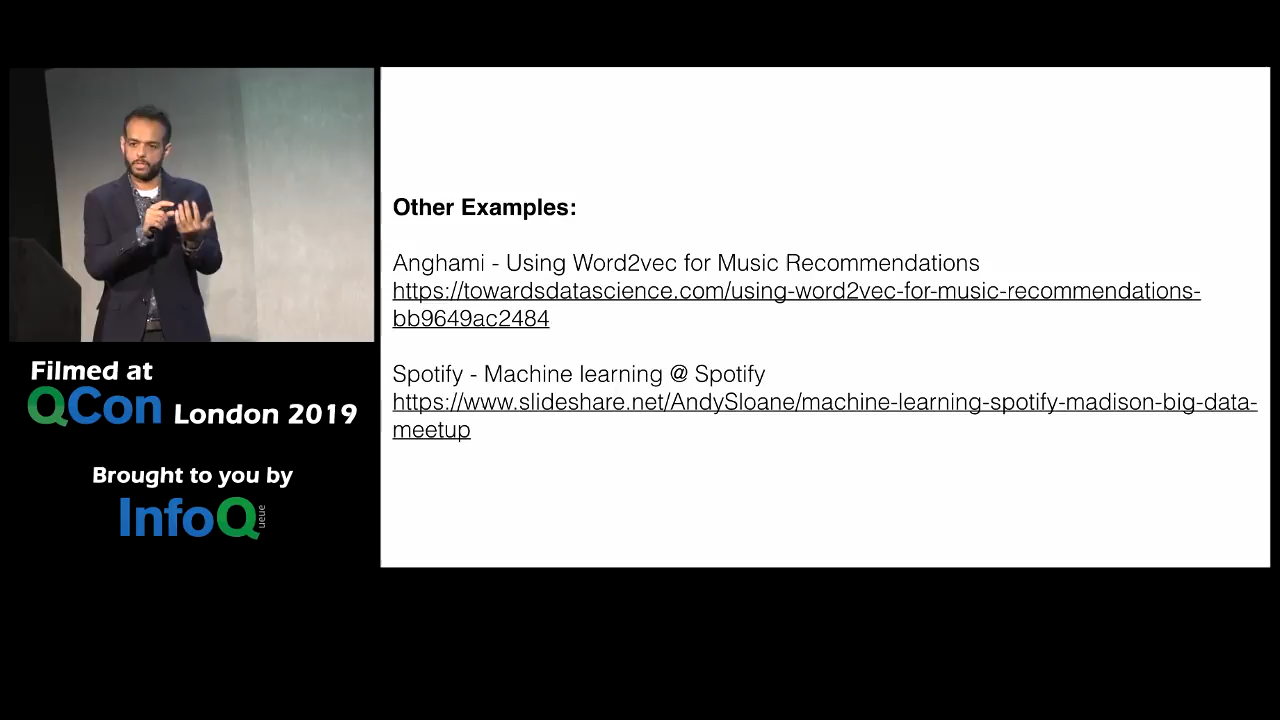 Other Examples:
Anghami - Using Word2vec for Music Recommendations
https://towardsdatascience.com/using-word2vec-for-music-recommendations-
bb9649ac2484
Spotify - Machine learning @ Spotify
https://www.slideshare.net/AndySloane/machine-learning-spotify-madison-big-data-
meetup
Filmed at
QCon London 2019
Brought to you by
InfoQ
ueue